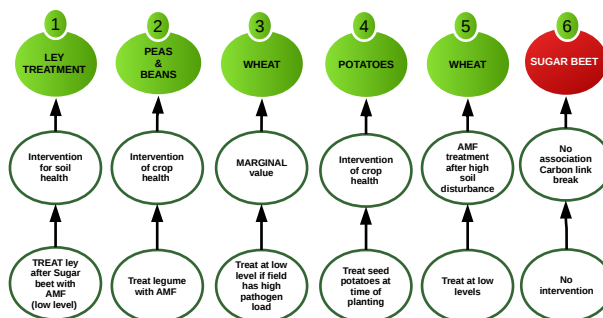 1
2
3
4
5
6
LEY
TREATMENT
PEAS
&
BEANS
WHEAT
POTATOES
WHEAT
SUGAR BEET
Intervention
for soil
health
Intervention
of crop
health
MARGINAL
value
Intervention
of crop
health
AMF
treatment
after high
soil
disturbance
No
association
Carbon link
break
TREAT ley
after Sugar
beet with
AMF
(low level)
Treat legume
with AMF
Treat at low
level if field
has high
pathogen
load
Treat seed
potatoes at
time of
planting
Treat at low
levels
No
intervention